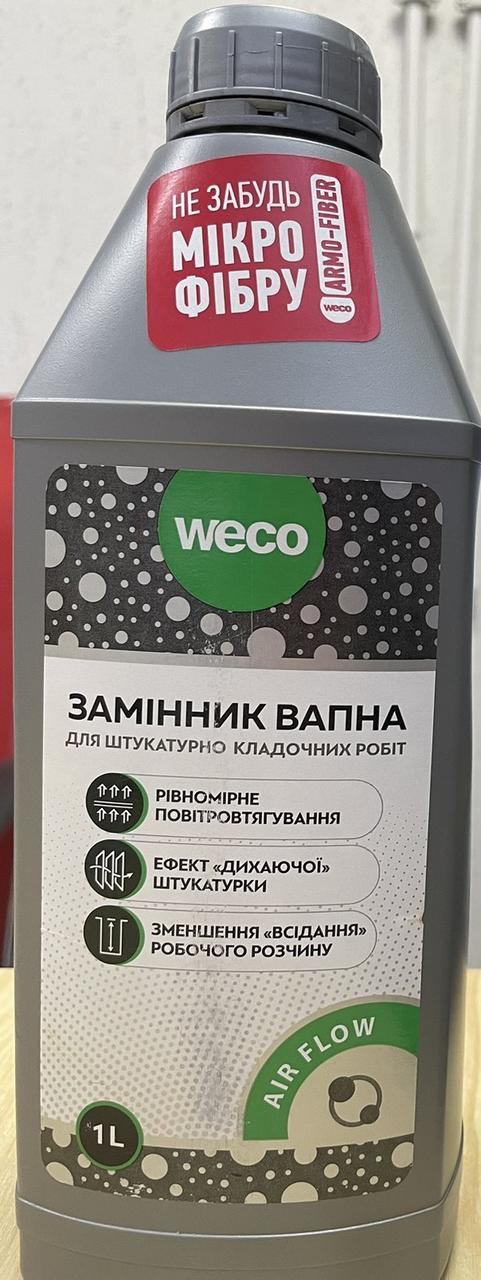 НЕ ЗАБУДЬ
МІКРО
ФІБРУ
ARMO-FIBER
weco
weco
ЗАМІННИК ВАПНА
ДЛЯ ШТУКАТУРНО КЛАДОЧНИХ РОБІТ
РІВНОМІРНЕ
ПОВІТРОВТЯГУВАННЯ
ЕФЕКТ «ДИХАЮЧОЇ»
ШТУКАТУРКИ
ЗМЕНШЕННЯ «ВСІДАННЯ»
РОБОЧОГО РОЗЧИНУ
AIR FLOW
1L